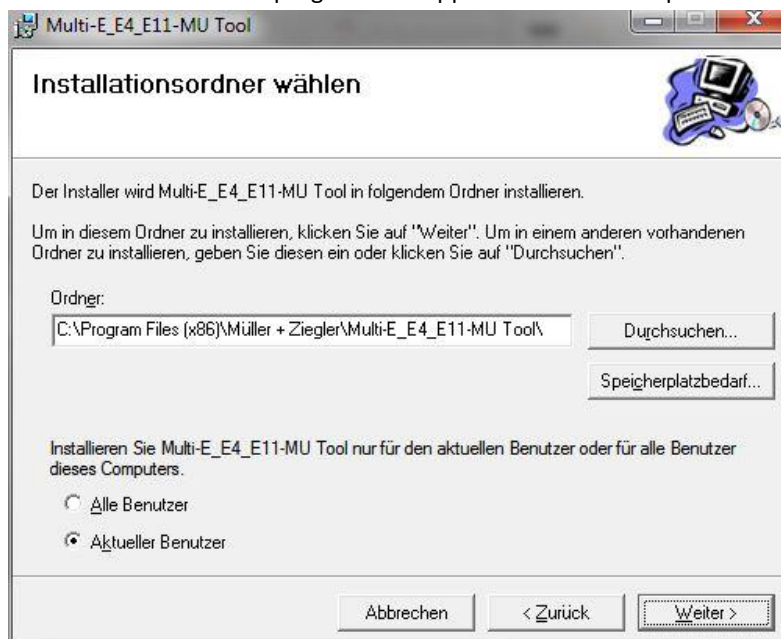 Multi-E_E4_E11-MU Tool
Installationsordner wählen
Der Installer wird Multi-E_E4_E11-MU Tool in folgendem Ordner installieren.
Um in diesem Ordner zu installieren, klicken Sie auf "Weiter". Um in einem anderen vorhandenen
Ordner zu installieren, geben Sie diesen ein oder klicken Sie auf "Durchsuchen".
Ordner:
C:\Program Files (x86)\Müller + Ziegler\Multi-E_E4_E11-MU Tool\
Durchsuchen...
Speicherplatzbedarf...
Installieren Sie Multi-E_E4_E11-MU Tool nur für den aktuellen Benutzer oder für alle Benutzer
dieses Computers.
Alle Benutzer
Aktueller Benutzer
Abbrechen
< Zurück
Weiter >